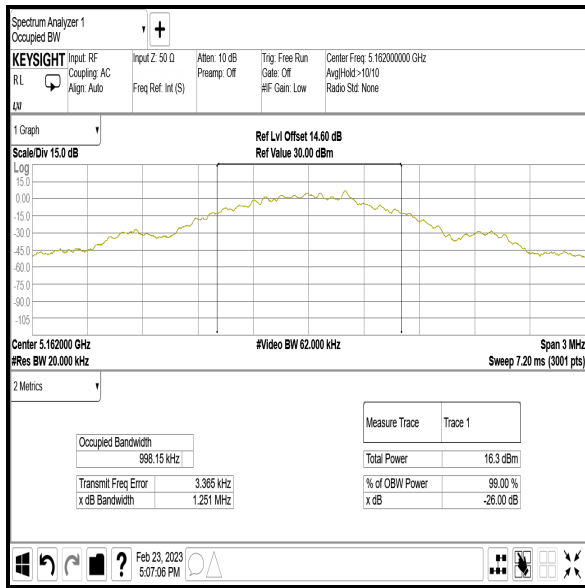 Spectrum Analyzer 1
Occupied BW
KEYSIGHT
R L
LXI
Input: RF
Coupling: AC
Align: Auto
Input Z: 50 Ω
Freq Ref: Int (S)
Atten: 10 dB
Preamp: Off
Trig: Free Run
Gate: Off
#IF Gain: Low
Center Freq: 5.162000000 GHz
Avg|Hold:>10/10
Radio Std: None
1 Graph
Scale/Div 15.0 dB
Ref Lvl Offset 14.60 dB
Ref Value 30.00 dBm
Log
15.0
0.00
-15.0
-30.0
-45.0
-60.0
-75.0
-90.0
-105
Center 5.162000 GHz
#Res BW 20.000 kHz
#Video BW 62.000 kHz
Span 3 MHz
Sweep 7.20 ms (3001 pts)
2 Metrics
Occupied Bandwidth
998.15 kHz
Transmit Freq Error 3.365 kHz
x dB Bandwidth 1.251 MHz
Measure Trace Trace 1
Total Power 16.3 dBm
% of OBW Power 99.00 %
x dB -26.00 dB
?
Feb 23, 2023
5:07:06 PM